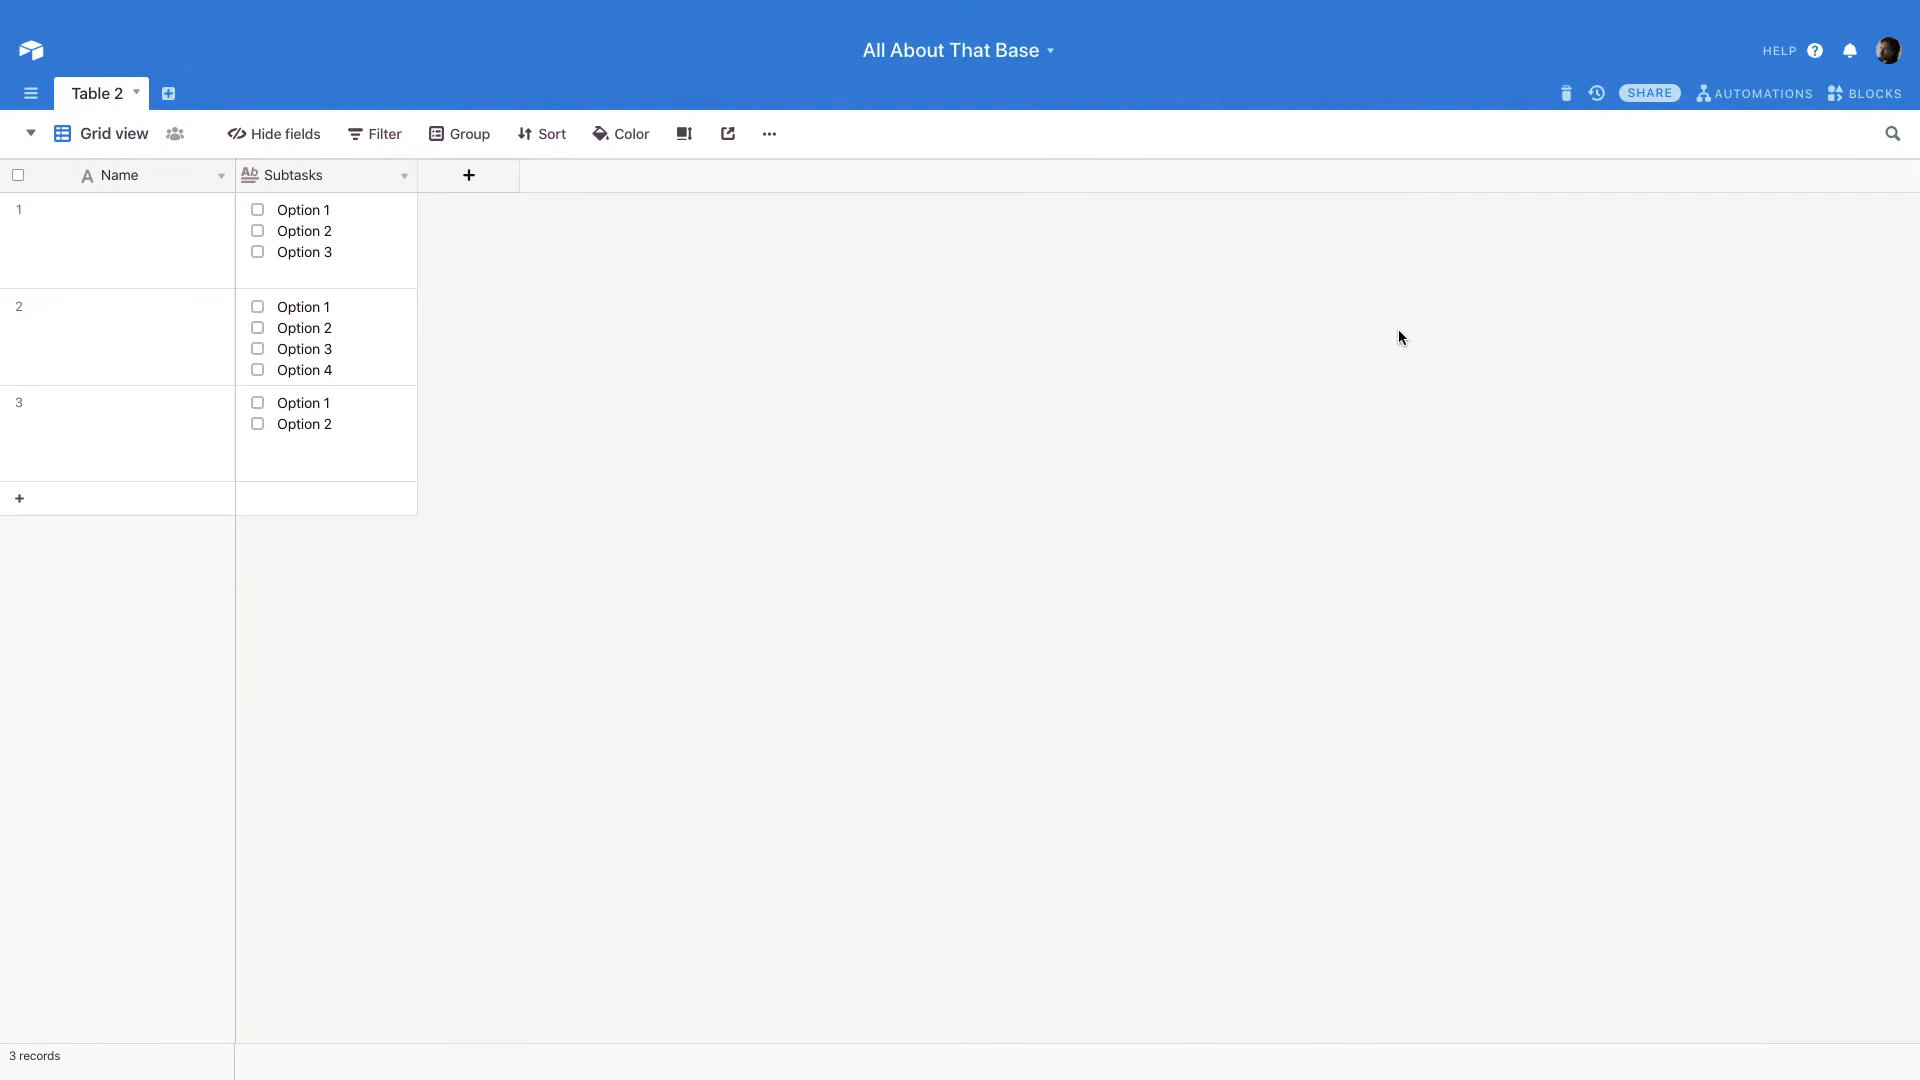 All About That Base
HELP ?
Table 2
SHARE AUTOMATIONS BLOCKS
Grid view Hide fields Filter Group Sort Color
A Name Ab Subtasks +
1
Option 1
Option 2
Option 3
2
Option 1
Option 2
Option 3
Option 4
3
Option 1
Option 2
+
3 records